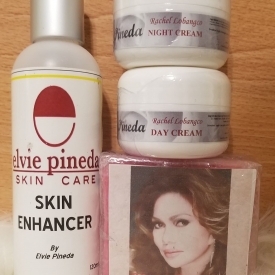 elvie pineda
SKIN CARE
SKIN
ENHANCER
By
Elvie Pineda
Rachel Lobangco
Pineda
NIGHT CREAM
Rachel Lobangco
Pineda
DAY CREAM